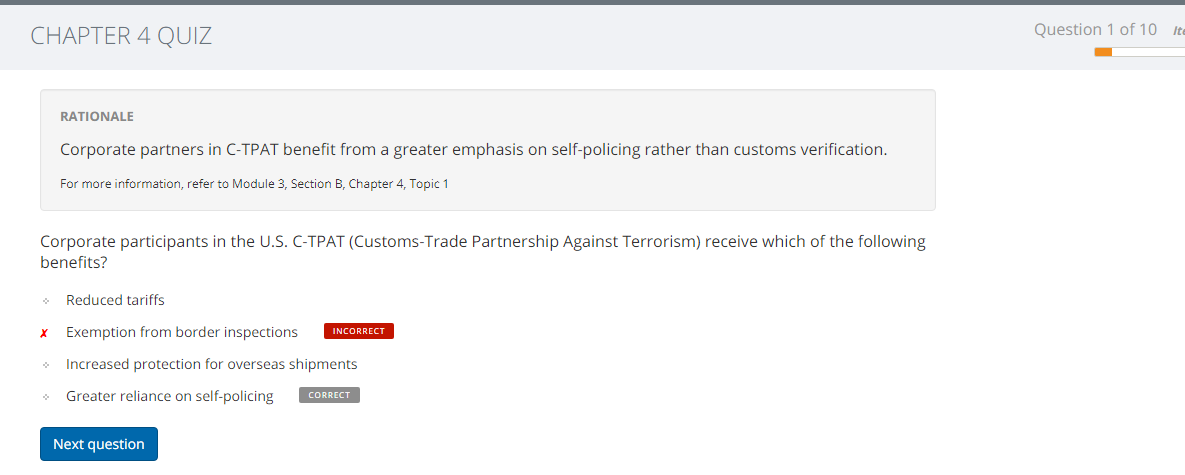 CHAPTER 4 QUIZ
Question 1 of 10
RATIONALE
Corporate partners in C-TPAT benefit from a greater emphasis on self-policing rather than customs verification.
For more information, refer to Module 3, Section B, Chapter 4, Topic 1
Corporate participants in the U.S. C-TPAT (Customs-Trade Partnership Against Terrorism) receive which of the following
benefits?
Reduced tariffs
✗ Exemption from border inspections INCORRECT
Increased protection for overseas shipments
Greater reliance on self-policing CORRECT
Next question